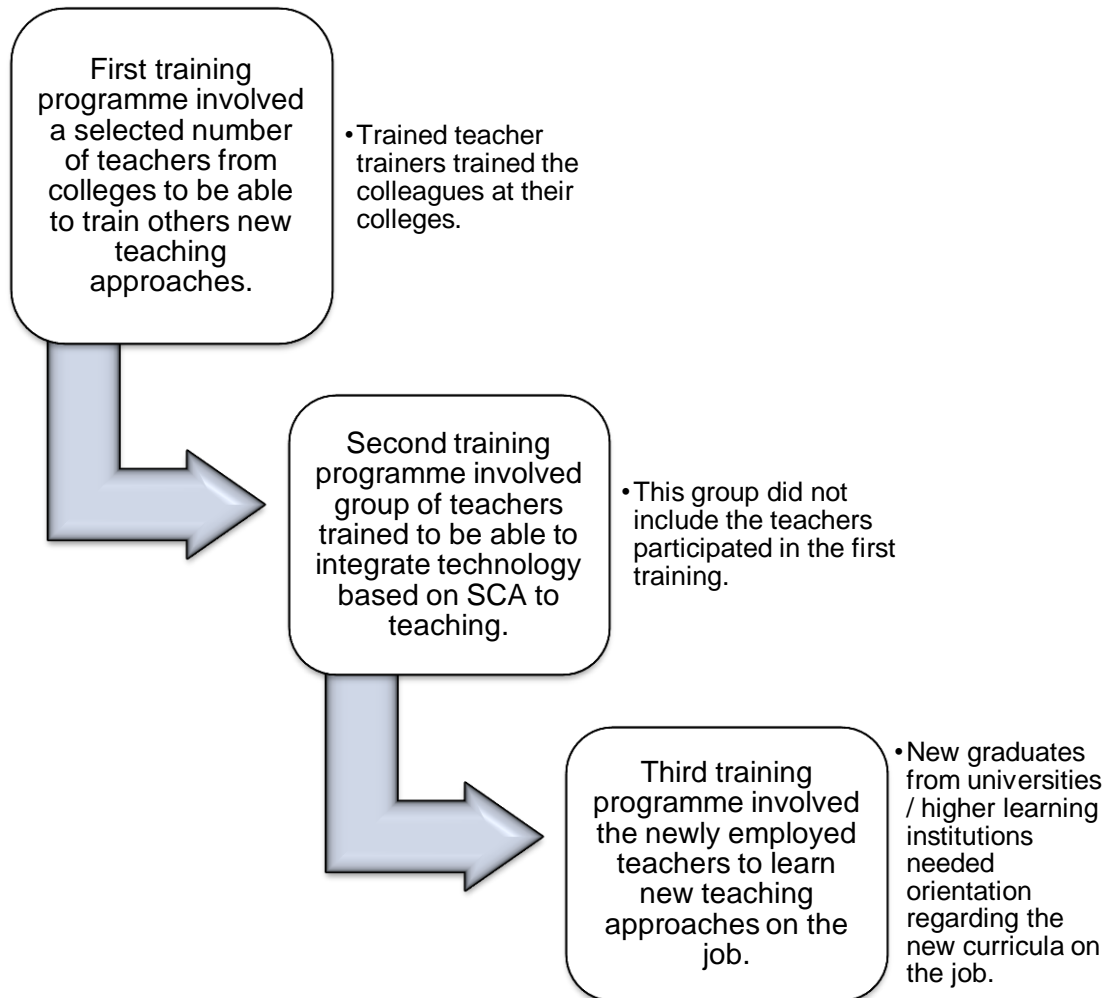 First training
programme involved
a selected number
of teachers from
colleges to be able
to train others new
teaching
approaches.
•Trained teacher
trainers trained the
colleagues at their
colleges.
Second training
programme involved
group of teachers
trained to be able to
integrate technology
based on SCA to
teaching.
•This group did not
include the teachers
participated in the first
training.
Third training
programme involved
the newly employed
teachers to learn
new teaching
approaches on the
job.
•New graduates
from universities
/ higher learning
institutions
needed
orientation
regarding the
new curricula on
the job.